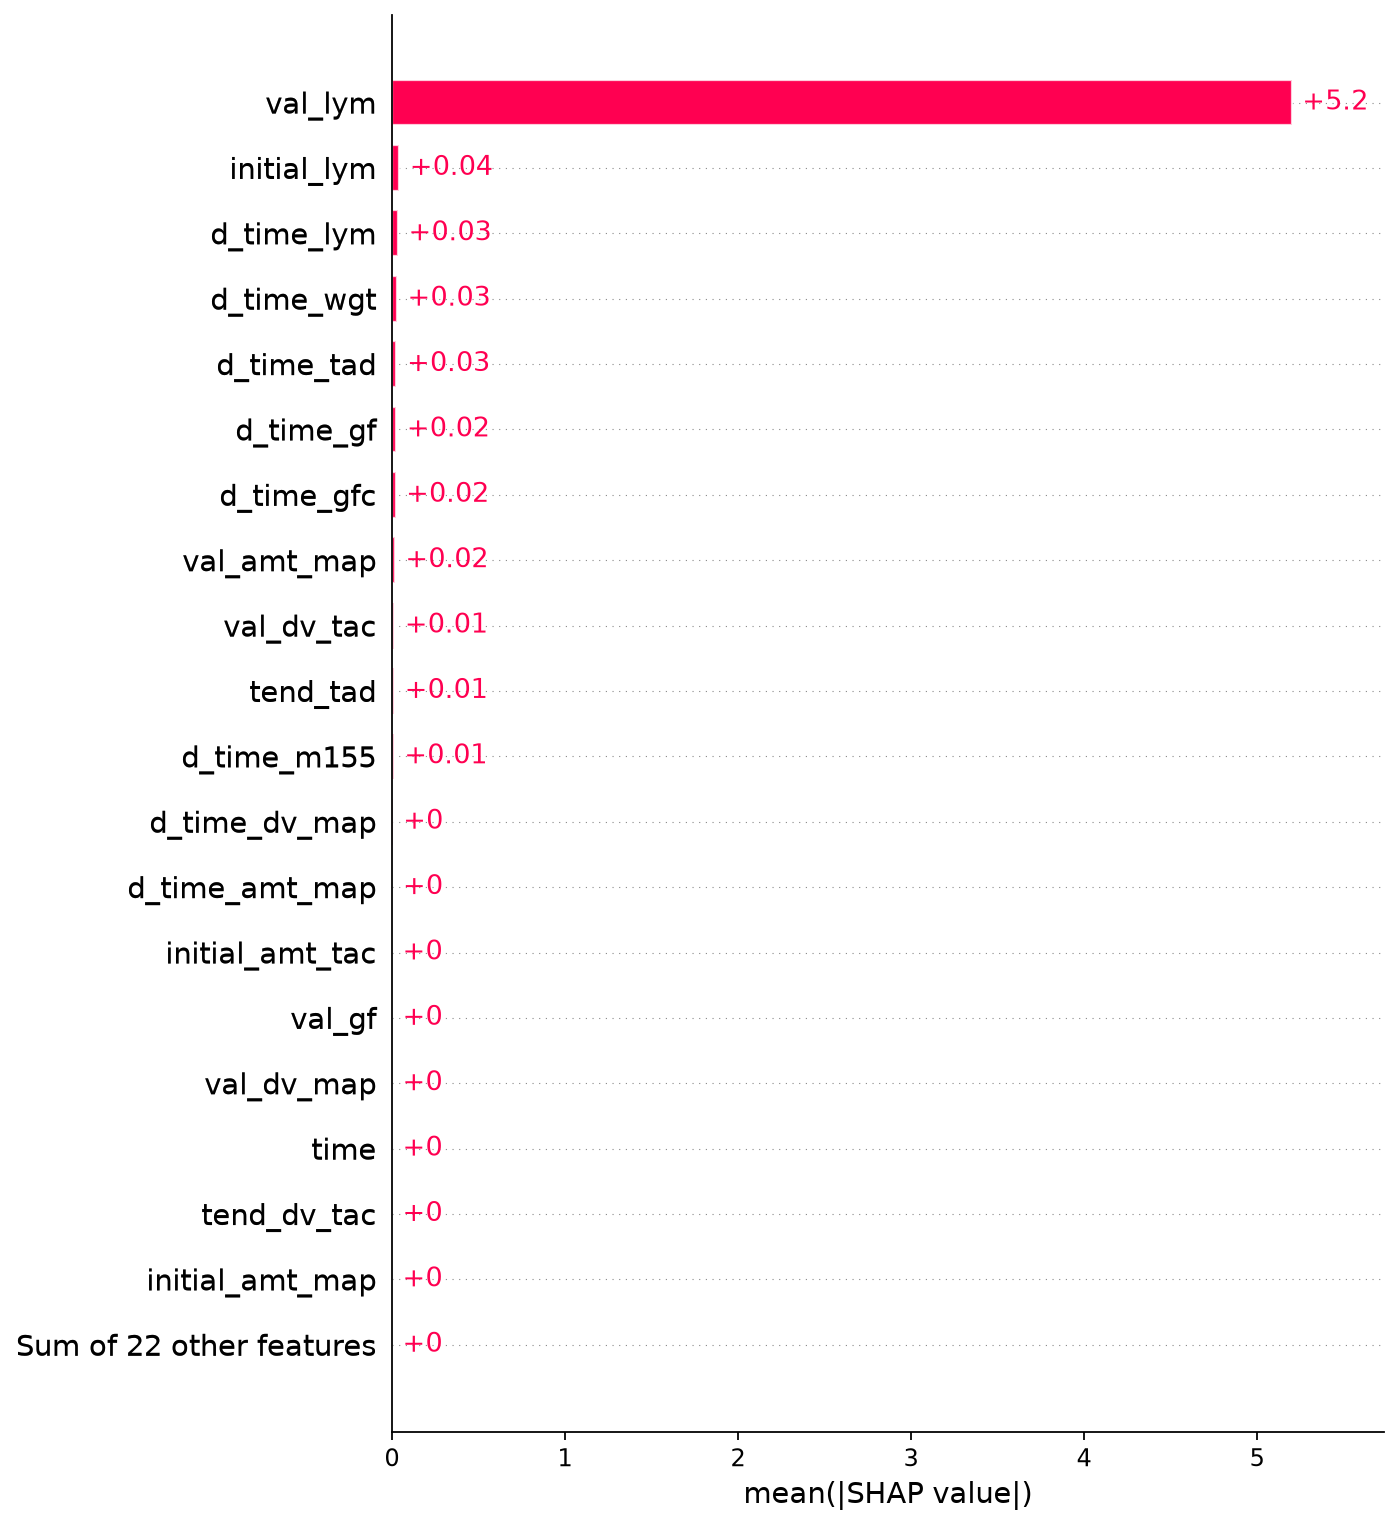 val_lym +5.2
initial_lym +0.04
d_time_lym +0.03
d_time_wgt +0.03
d_time_tad +0.03
d_time_gf +0.02
d_time_gfc +0.02
val_amt_map +0.02
val_dv_tac +0.01
tend_tad +0.01
d_time_m155 +0.01
d_time_dv_map +0
d_time_amt_map +0
initial_amt_tac +0
val_gf +0
val_dv_map +0
time +0
tend_dv_tac +0
initial_amt_map +0
Sum of 22 other features +0
0 1 2 3 4 5
mean(|SHAP value|)